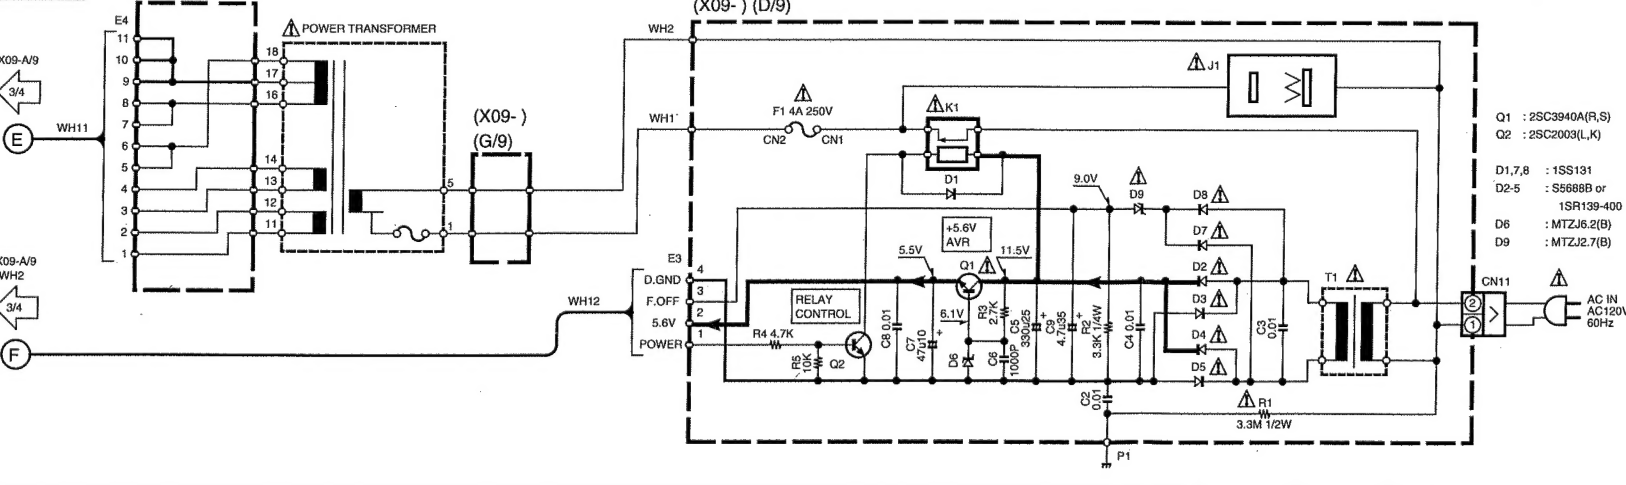 (X09- ) (D/9)
E4
POWER TRANSFORMER
WH2
X09-A/9
3/4
E
WH11
11
10
9
8
7
6
5
4
3
2
1
18
17
16
14
13
12
11
5
1
(X09- )
(G/9)
WH1
F1 4A 250V
CN2
CN1
K1
J1
D1
Q1 : 2SC3940A(R,S)
Q2 : 2SC2003(L,K)
D1,7,8 : 1SS131
D2-5 : S5688B or
1SR139-400
D6 : MTZJ6.2(B)
D9 : MTZJ2.7(B)
9.0V
D9
D8
D7
D2
D3
D4
D5
+5.6V
AVR
5.5V
Q1
11.5V
6.1V
X09-A/9
WH2
3/4
F
WH12
E3
D.GND 4
F.OFF 3
5.6V 2
POWER 1
RELAY
CONTROL
R4 4.7K
R5
10K
Q2
C8 0.01
C7
47u10
D6
R3
2.7K
C6
1000P
C5
330u25
C9
4.7u35
R2
3.3K 1/4W
C4 0.01
C3
0.01
C2
0.01
R1
3.3M 1/2W
P1
T1
CN11
2
1
AC IN
AC120V
60Hz